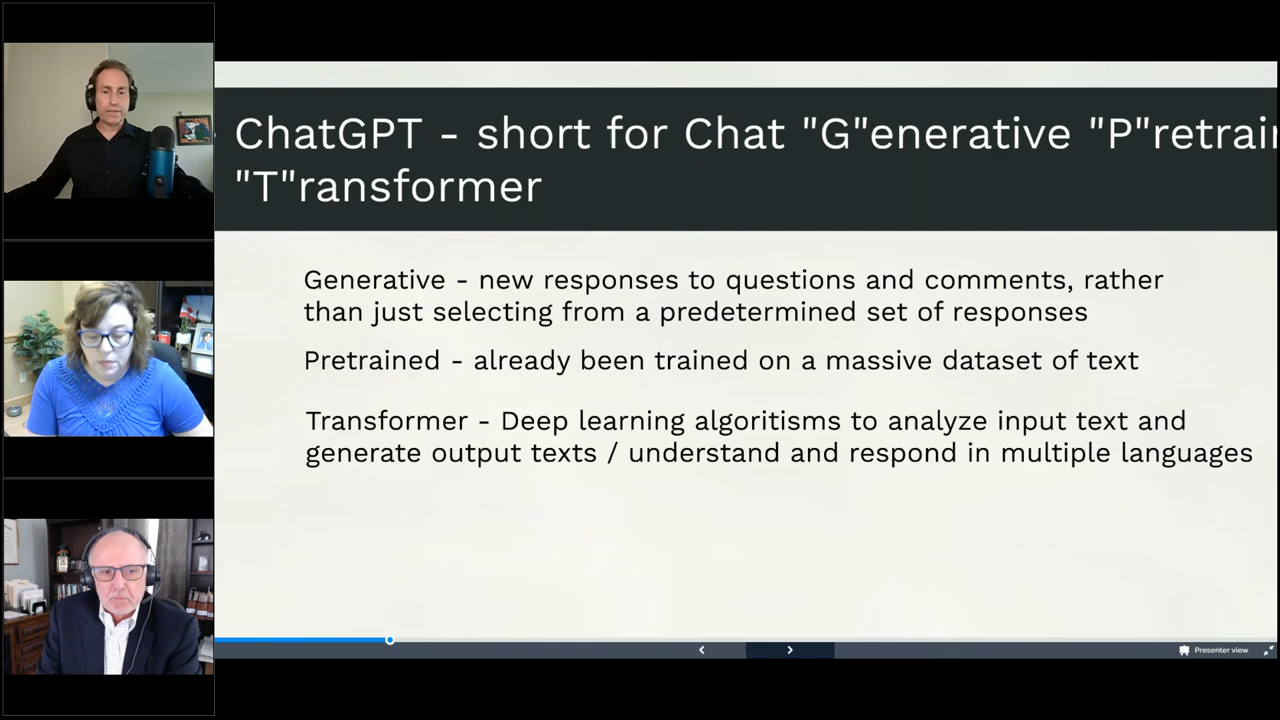 ChatGPT - short for Chat "G"enerative "P"retrai
"T"ransformer
Generative - new responses to questions and comments, rather
than just selecting from a predetermined set of responses
Pretrained - already been trained on a massive dataset of text
Transformer - Deep learning algoritisms to analyze input text and
generate output texts / understand and respond in multiple languages
Presenter view